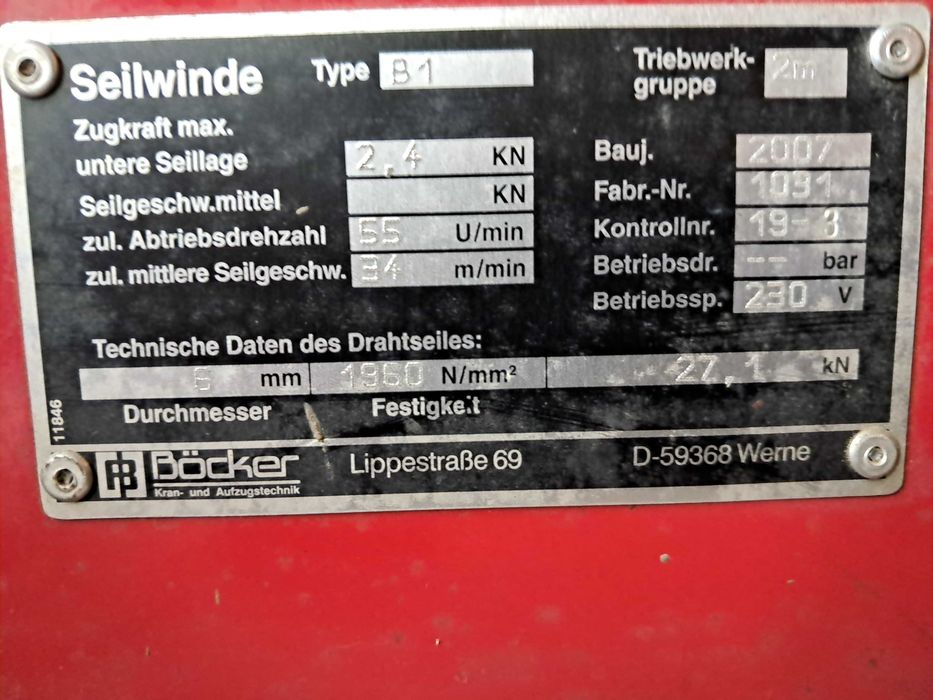 Seilwinde Type B1 Triebwerk-
gruppe 2m
Zugkraft max.
untere Seillage 2,4 KN
Seilgeschw.mittel KN
zul. Abtriebsdrehzahl 55 U/min
zul. mittlere Seilgeschw. 34 m/min
Bauj. 2007
Fabr.-Nr. 1091
Kontrollnr. 19-3
Betriebsdr. -- bar
Betriebssp. 230 V
Technische Daten des Drahtseiles:
6 mm 1960 N/mm² 27,1 kN
Durchmesser Festigkeit
11846
Böcker Lippestraße 69 D-59368 Werne
Kran- und Aufzugstechnik